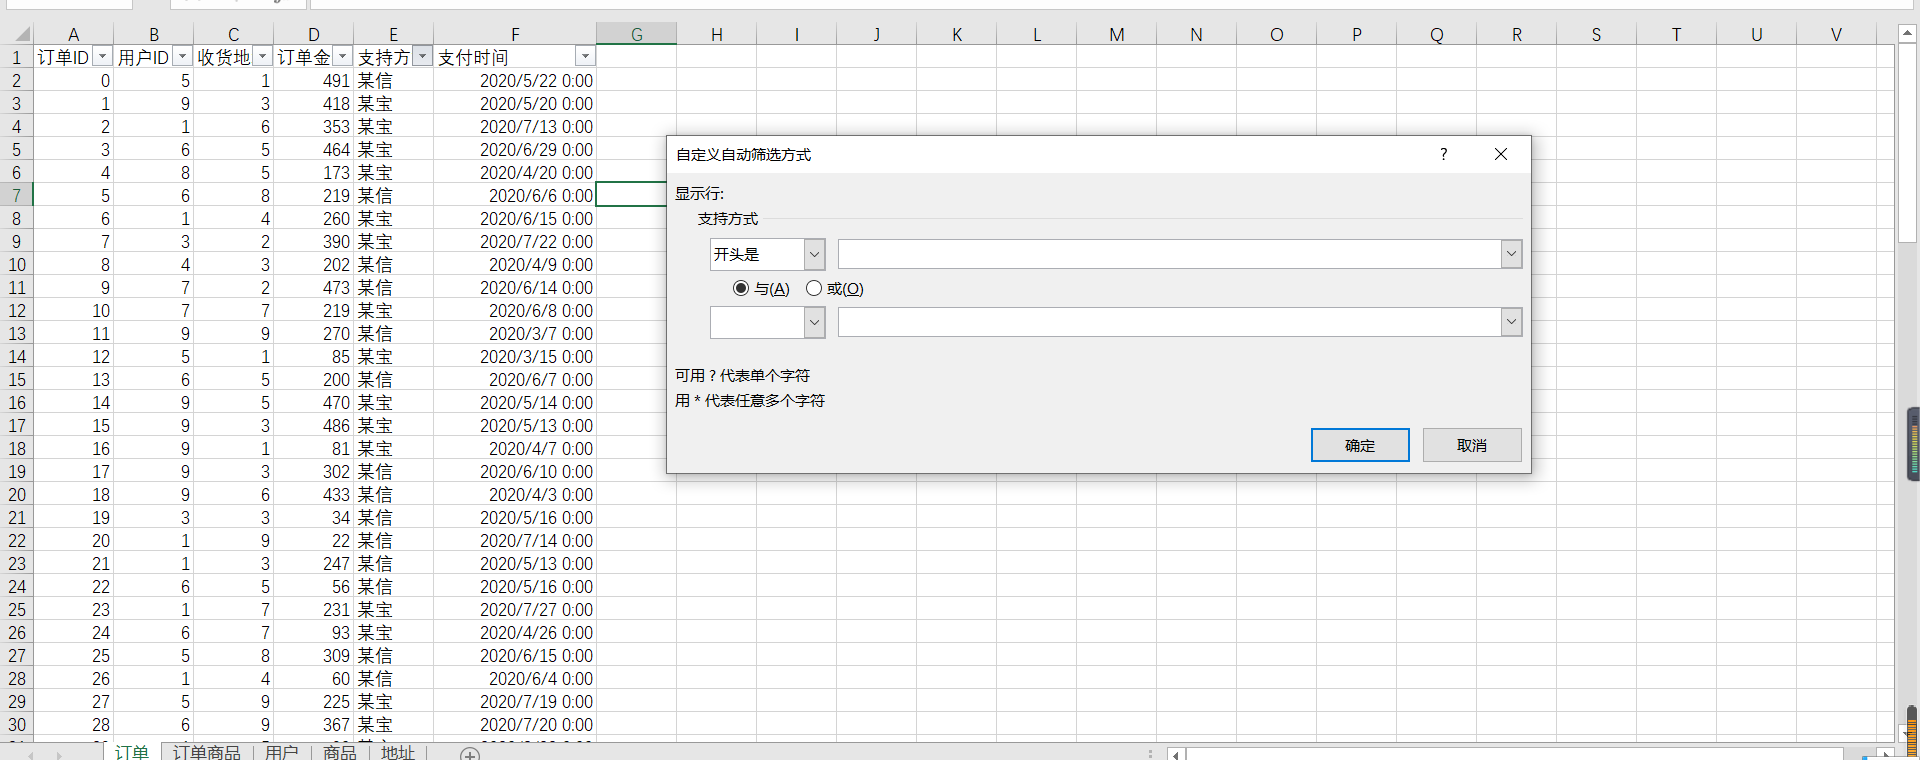 A B C D E F G H I J K L M N O P Q R S T U V
1 订单ID 用户ID 收货地 订单金 支持方 支付时间
2 0 5 1 491 某信 2020/5/22 0:00
3 1 9 3 418 某宝 2020/5/20 0:00
4 2 1 6 353 某宝 2020/7/13 0:00
5 3 6 5 464 某宝 2020/6/29 0:00
6 4 8 5 173 某宝 2020/4/20 0:00
7 5 6 8 219 某信 2020/6/6 0:00
8 6 1 4 260 某宝 2020/6/15 0:00
9 7 3 2 390 某宝 2020/7/22 0:00
10 8 4 3 202 某信 2020/4/9 0:00
11 9 7 2 473 某信 2020/6/14 0:00
12 10 7 7 219 某宝 2020/6/8 0:00
13 11 9 9 270 某信 2020/3/7 0:00
14 12 5 1 85 某宝 2020/3/15 0:00
15 13 6 5 200 某信 2020/6/7 0:00
16 14 9 5 470 某宝 2020/5/14 0:00
17 15 9 3 486 某宝 2020/5/13 0:00
18 16 9 1 81 某宝 2020/4/7 0:00
19 17 9 3 302 某信 2020/6/10 0:00
20 18 9 6 433 某信 2020/4/3 0:00
21 19 3 3 34 某信 2020/5/16 0:00
22 20 1 9 22 某信 2020/7/14 0:00
23 21 1 3 247 某信 2020/5/13 0:00
24 22 6 5 56 某信 2020/5/16 0:00
25 23 1 7 231 某宝 2020/7/27 0:00
26 24 6 7 93 某宝 2020/4/26 0:00
27 25 5 8 309 某信 2020/6/15 0:00
28 26 1 4 60 某信 2020/6/4 0:00
29 27 5 9 225 某宝 2020/7/19 0:00
30 28 6 9 367 某宝 2020/7/20 0:00
自定义自动筛选方式 ?
显示行:
支持方式
开头是
与(A) 或(O)
可用 ? 代表单个字符
用 * 代表任意多个字符
确定 取消
订单 订单商品 用户 商品 地址